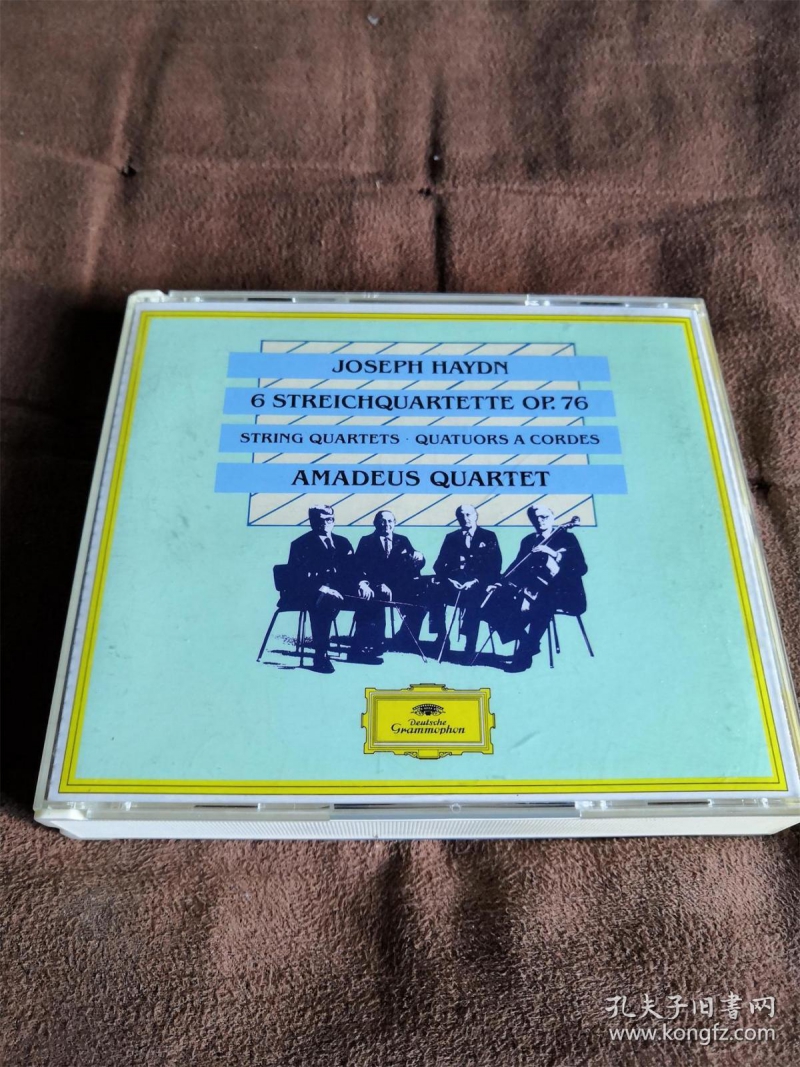 JOSEPH HAYDN
6 STREICHQUARTETTE OP. 76
STRING QUARTETS · QUATUORS A CORDES
AMADEUS QUARTET
Deutsche
Grammophon
孔夫子旧书网
www.kongfz.com